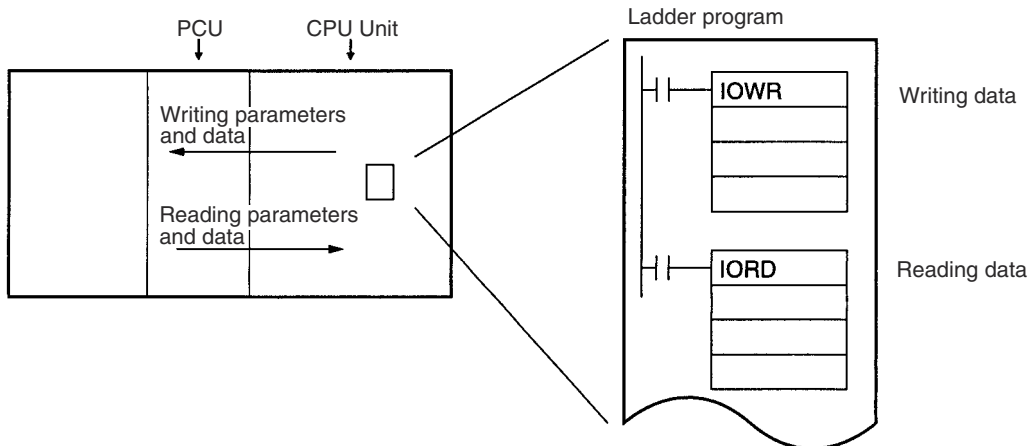 PCU
CPU Unit
Writing parameters
and data
Reading parameters
and data
Ladder program
IOWR
Writing data
IORD
Reading data